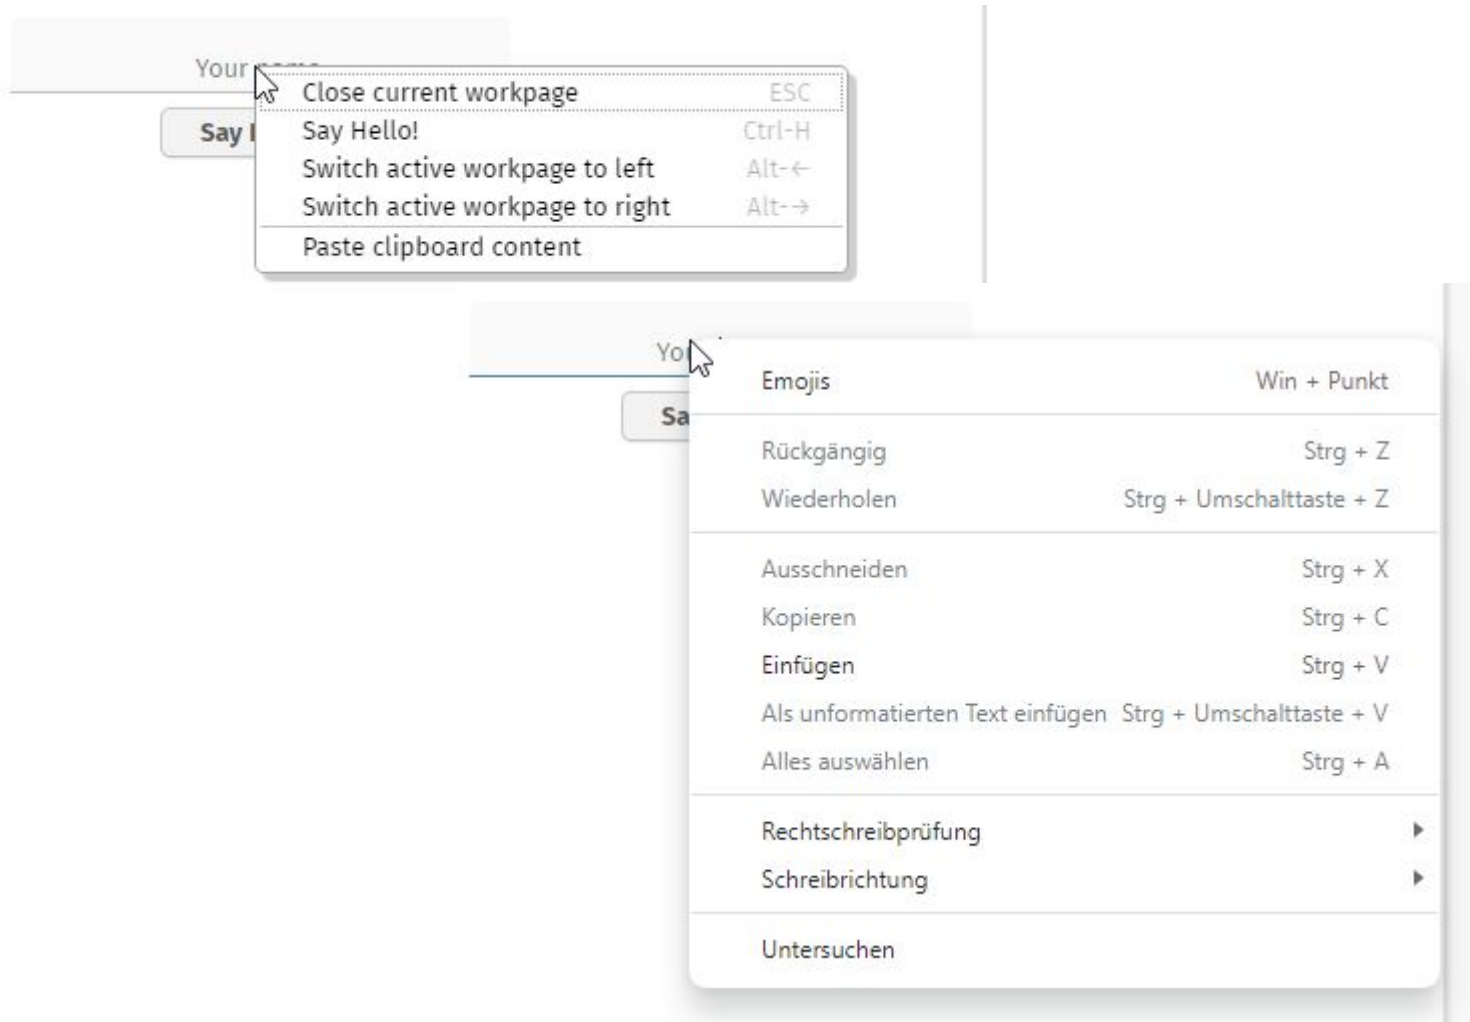 Your
Close current workpage ESC
Say Hello! Ctrl-H
Say
Switch active workpage to left Alt-←
Switch active workpage to right Alt-→
Paste clipboard content
Emojis Win + Punkt
Rückgängig Strg + Z
Wiederholen Strg + Umschalttaste + Z
Ausschneiden Strg + X
Kopieren Strg + C
Einfügen Strg + V
Als unformatierten Text einfügen Strg + Umschalttaste + V
Alles auswählen Strg + A
Rechtschreibprüfung
Schreibrichtung
Untersuchen